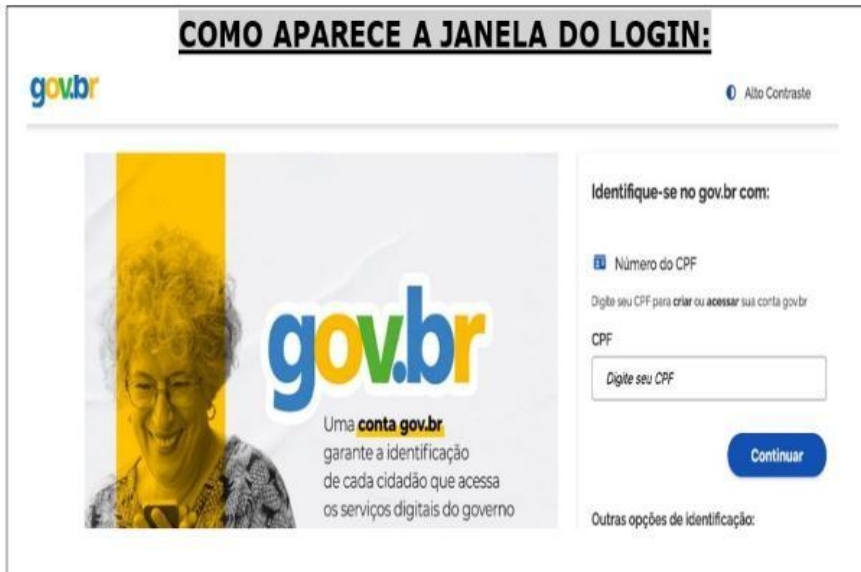 COMO APARECE A JANELA DO LOGIN:
gov.br
Alto Contraste
gov.br
Uma conta gov.br
garante a identificação
de cada cidadão que acessa
os serviços digitais do governo
Identifique-se no gov.br com:
Número do CPF
Digite seu CPF para criar ou acessar sua conta gov.br
CPF
Digite seu CPF
Continuar
Outras opções de identificação: